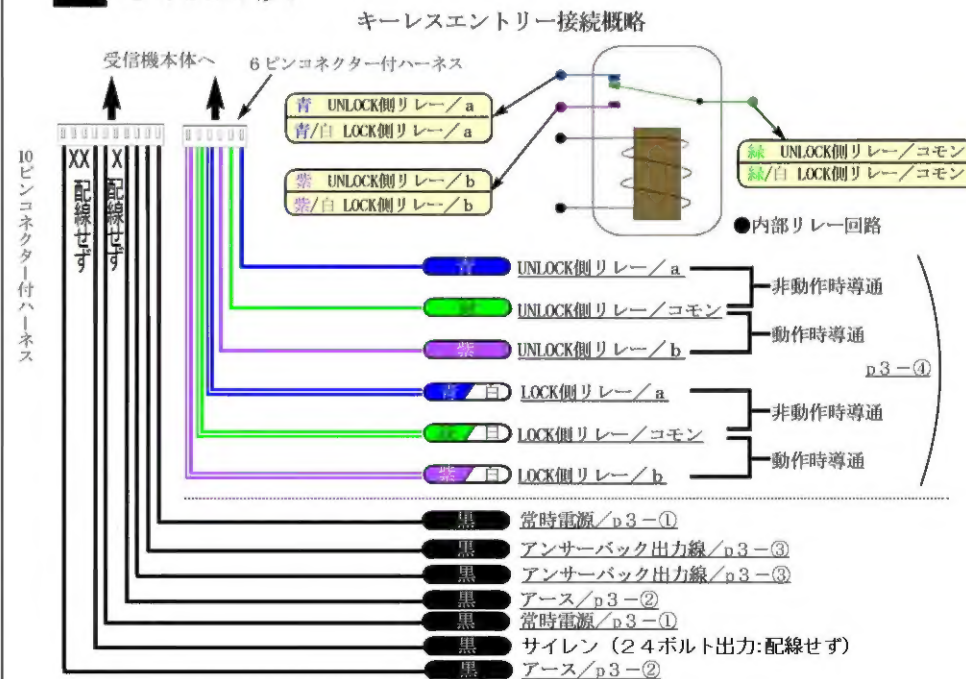 キーレスエントリー接続概略
受信機本体へ
6ピンコネクター付ハーネス
青 UNLOCK側リレー/a
青/白 LOCK側リレー/a
紫 UNLOCK側リレー/b
紫/白 LOCK側リレー/b
緑 UNLOCK側リレー/コモン
緑/白 LOCK側リレー/コモン
●内部リレー回路
10ピンコネクター付ハーネス
XX
配線せず
X
配線せず
青 UNLOCK側リレー/a
緑 UNLOCK側リレー/コモン
紫 UNLOCK側リレー/b
非動作時導通
動作時導通
青/白 LOCK側リレー/a
緑/白 LOCK側リレー/コモン
紫/白 LOCK側リレー/b
非動作時導通
動作時導通
p3-④
黒 常時電源/p3-①
黒 アンサーバック出力線/p3-③
黒 アンサーバック出力線/p3-③
黒 アース/p3-②
黒 常時電源/p3-①
黒 サイレン(24ボルト出力:配線せず)
黒 アース/p3-②